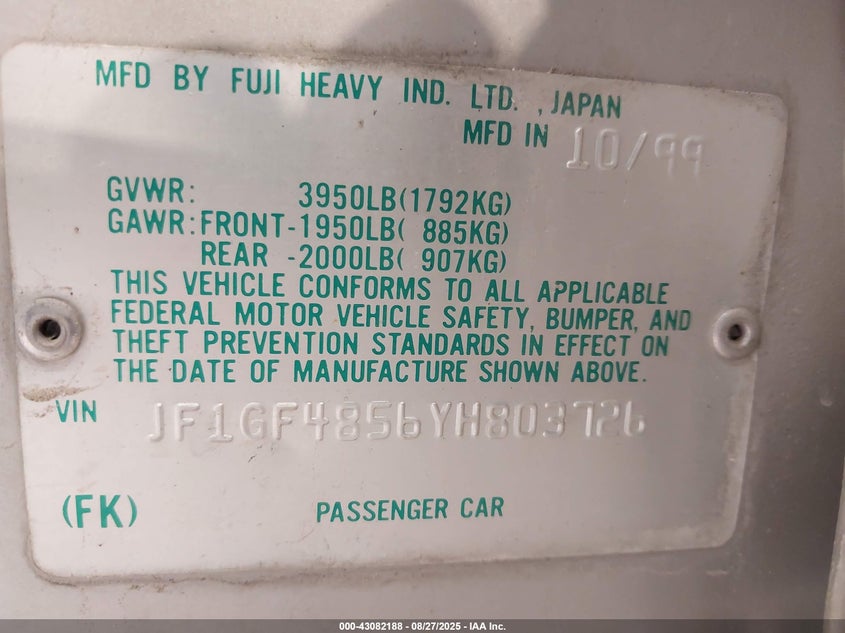 MFD BY FUJI HEAVY IND. LTD. , JAPAN
MFD IN 10/99
GVWR: 3950LB(1792KG)
GAWR:FRONT-1950LB( 885KG)
REAR -2000LB( 907KG)
THIS VEHICLE CONFORMS TO ALL APPLICABLE
FEDERAL MOTOR VEHICLE SAFETY, BUMPER, AND
THEFT PREVENTION STANDARDS IN EFFECT ON
THE DATE OF MANUFACTURE SHOWN ABOVE.
VIN JF1GF4856YH803726
(FK) PASSENGER CAR
000-43082188 - 08/27/2025 - IAA Inc.